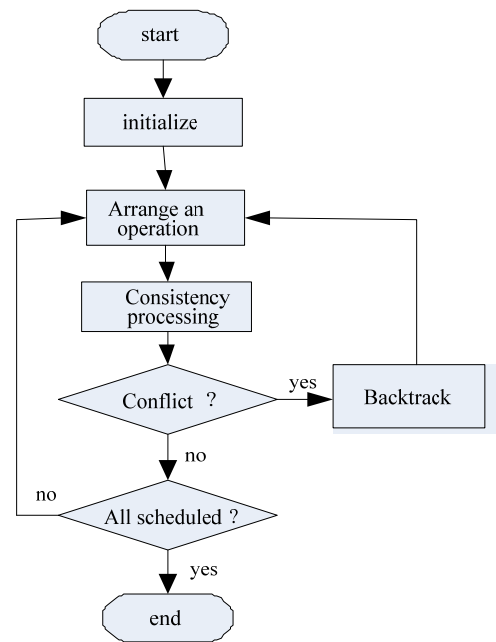 start
initialize
Arrange an
operation
Consistency
processing
Conflict ?
yes
Backtrack
no
no
All scheduled ?
yes
end